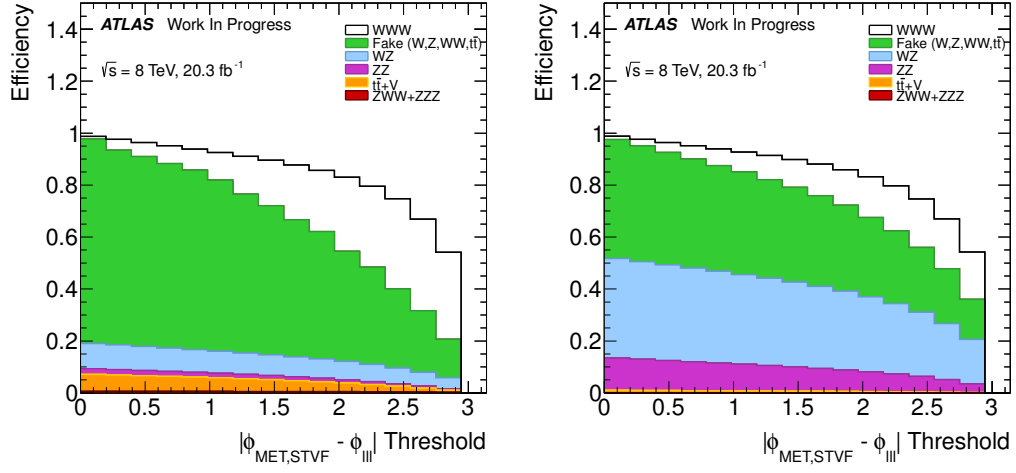 ATLAS Work In Progress
√s = 8 TeV, 20.3 fb⁻¹
WWW
Fake (W,Z,WW,tt̄)
WZ
ZZ
tt̄+V
ZWW+ZZZ
Efficiency
1.4
1.2
1
0.8
0.6
0.4
0.2
0
0 0.5 1 1.5 2 2.5 3
|ϕMET,STVF - ϕlll| Threshold
ATLAS Work In Progress
√s = 8 TeV, 20.3 fb⁻¹
WWW
Fake (W,Z,WW,tt̄)
WZ
ZZ
tt̄+V
ZWW+ZZZ
Efficiency
1.4
1.2
1
0.8
0.6
0.4
0.2
0
0 0.5 1 1.5 2 2.5 3
|ϕMET,STVF - ϕlll| Threshold